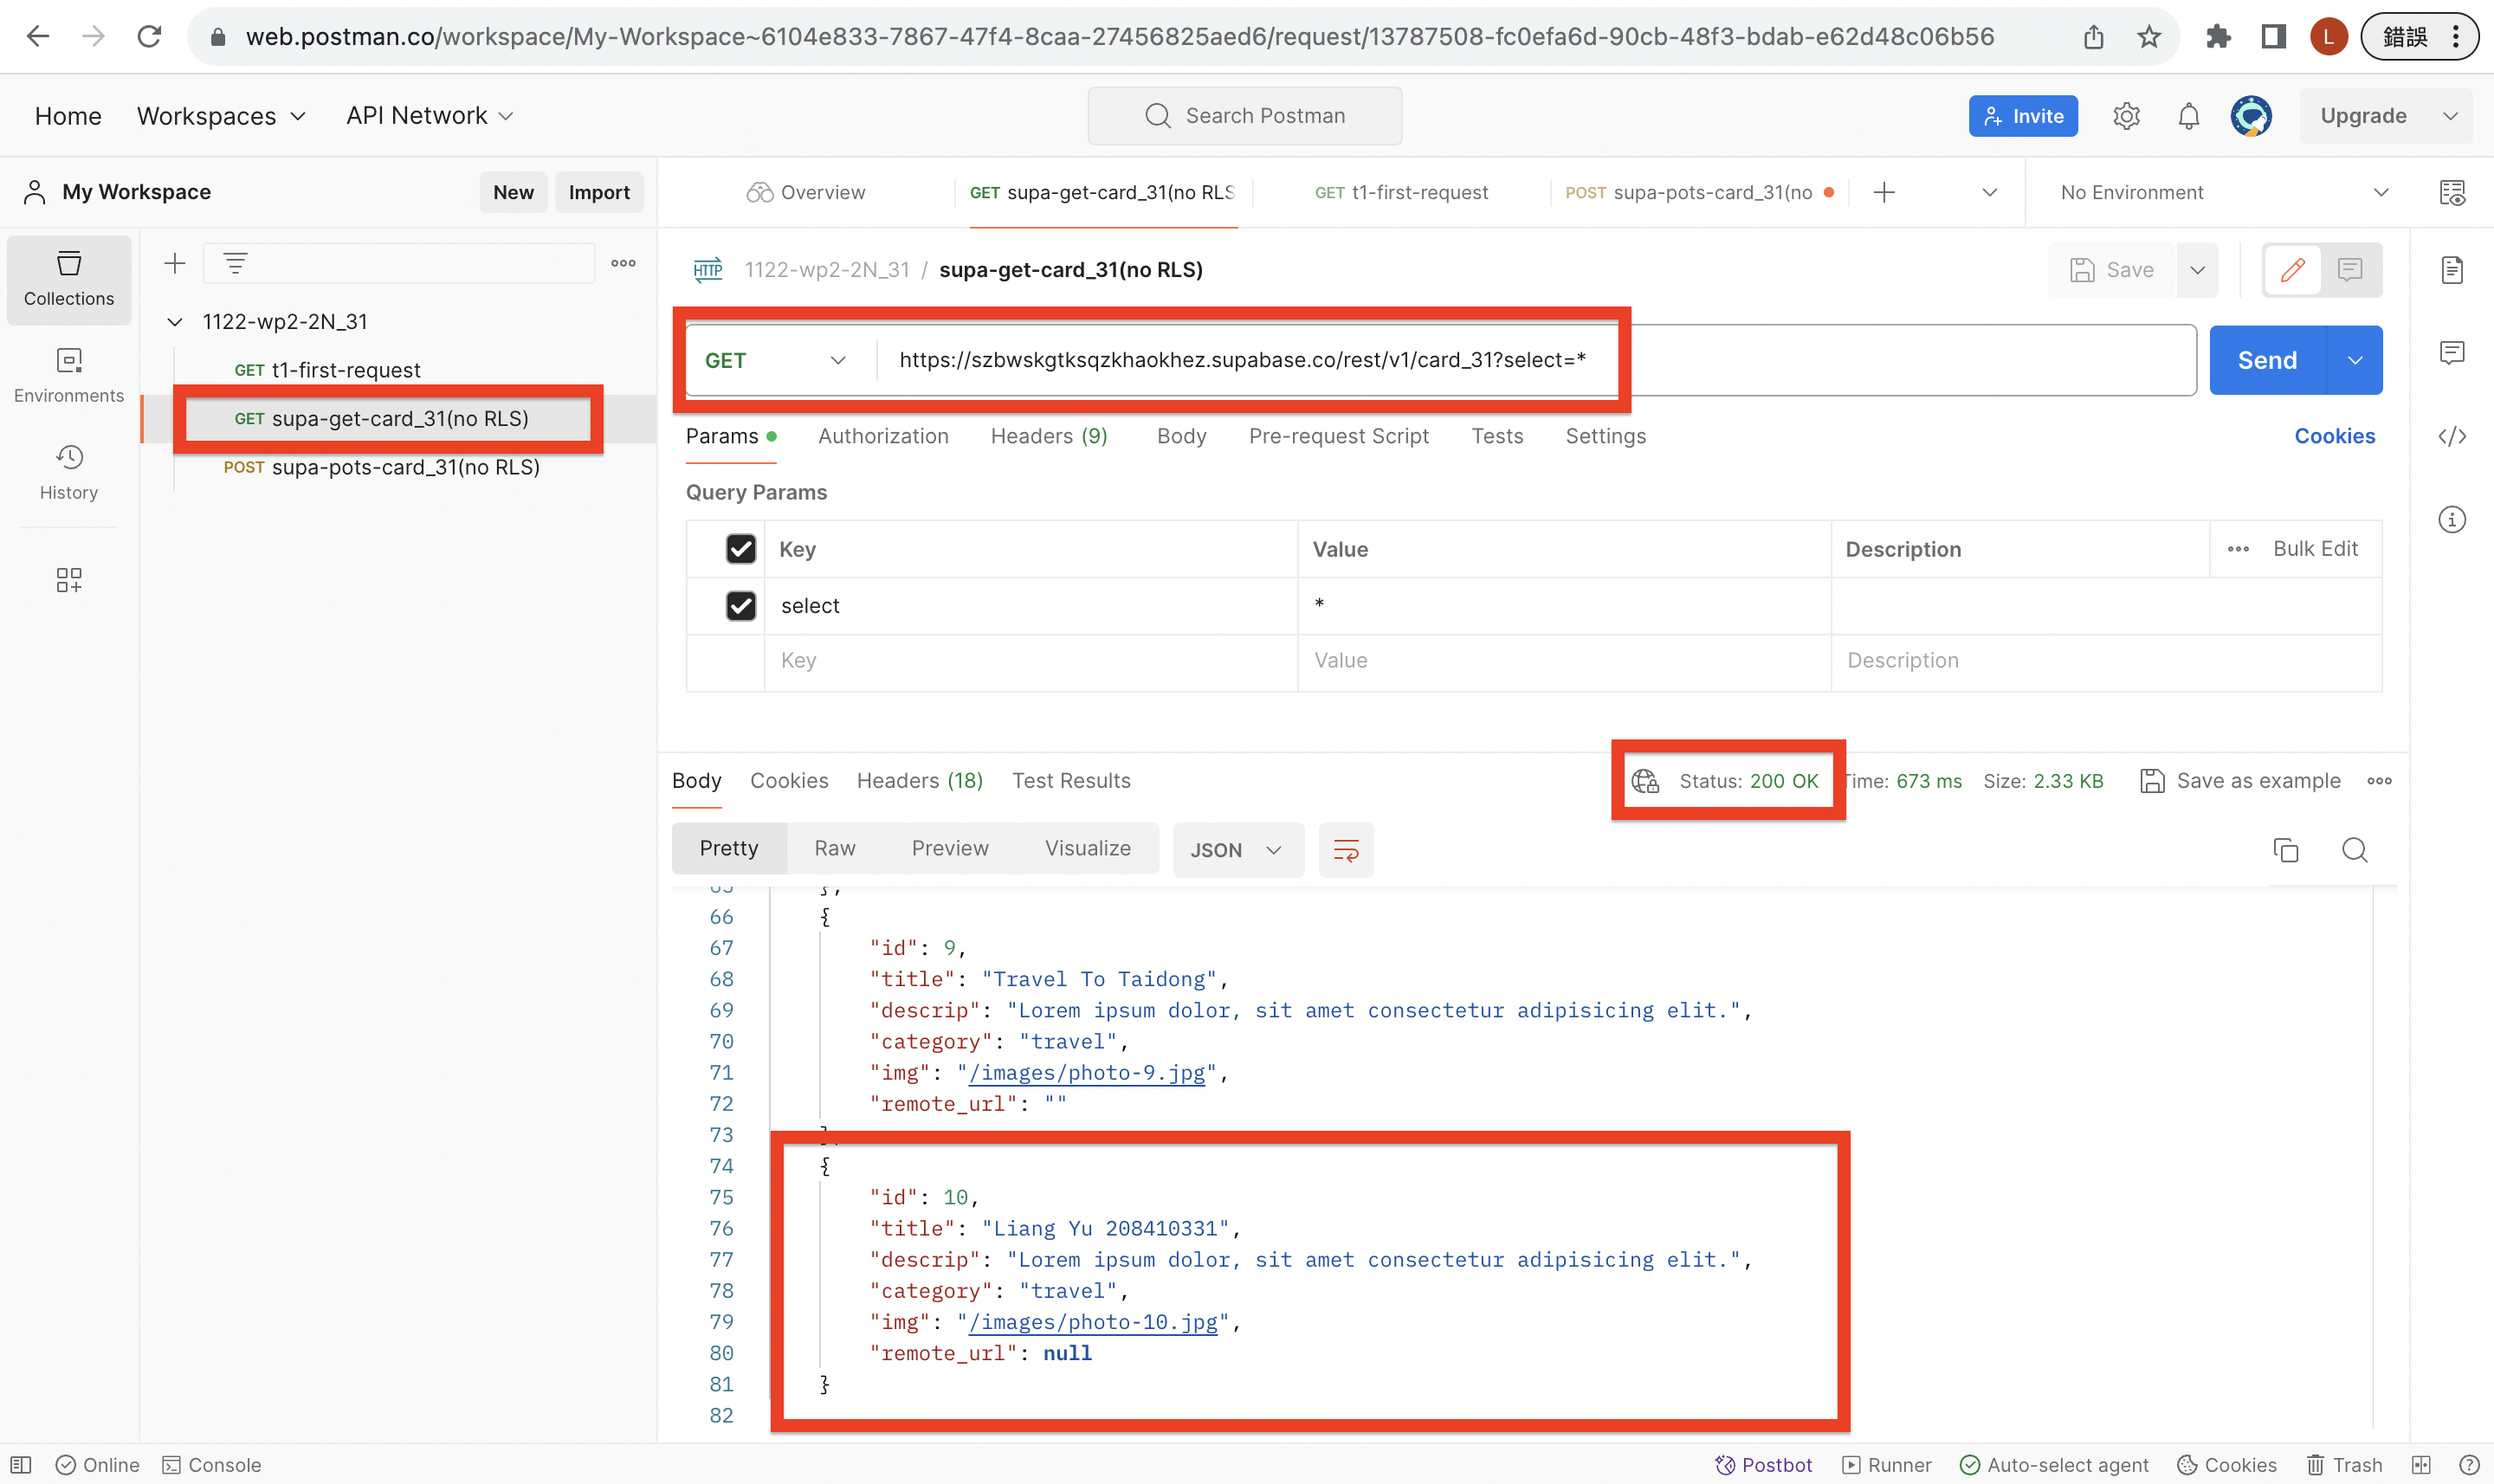 web.postman.co/workspace/My-Workspace~6104e833-7867-47f4-8caa-27456825aed6/request/13787508-fc0efa6d-90cb-48f3-bdab-e62d48c06b56
L
錯誤
Home
Workspaces
API Network
Search Postman
Invite
Upgrade
My Workspace
New
Import
Overview
GET supa-get-card_31(no RLS
GET t1-first-request
POST supa-pots-card_31(no
No Environment
Collections
Environments
History
1122-wp2-2N_31
GET t1-first-request
GET supa-get-card_31(no RLS)
POST supa-pots-card_31(no RLS)
HTTP
1122-wp2-2N_31 / supa-get-card_31(no RLS)
Save
GET
https://szbwskgtksqzkhaokhez.supabase.co/rest/v1/card_31?select=*
Send
Params
Authorization
Headers (9)
Body
Pre-request Script
Tests
Settings
Cookies
Query Params
Key
Value
Description
Bulk Edit
select
*
Key
Value
Description
Body
Cookies
Headers (18)
Test Results
Status: 200 OK
Time: 673 ms
Size: 2.33 KB
Save as example
Pretty
Raw
Preview
Visualize
JSON
65 },
66 {
67 "id": 9,
68 "title": "Travel To Taidong",
69 "descrip": "Lorem ipsum dolor, sit amet consectetur adipisicing elit.",
70 "category": "travel",
71 "img": "/images/photo-9.jpg",
72 "remote_url": ""
73 },
74 {
75 "id": 10,
76 "title": "Liang Yu 208410331",
77 "descrip": "Lorem ipsum dolor, sit amet consectetur adipisicing elit.",
78 "category": "travel",
79 "img": "/images/photo-10.jpg",
80 "remote_url": null
81 }
82
Online
Console
Postbot
Runner
Auto-select agent
Cookies
Trash